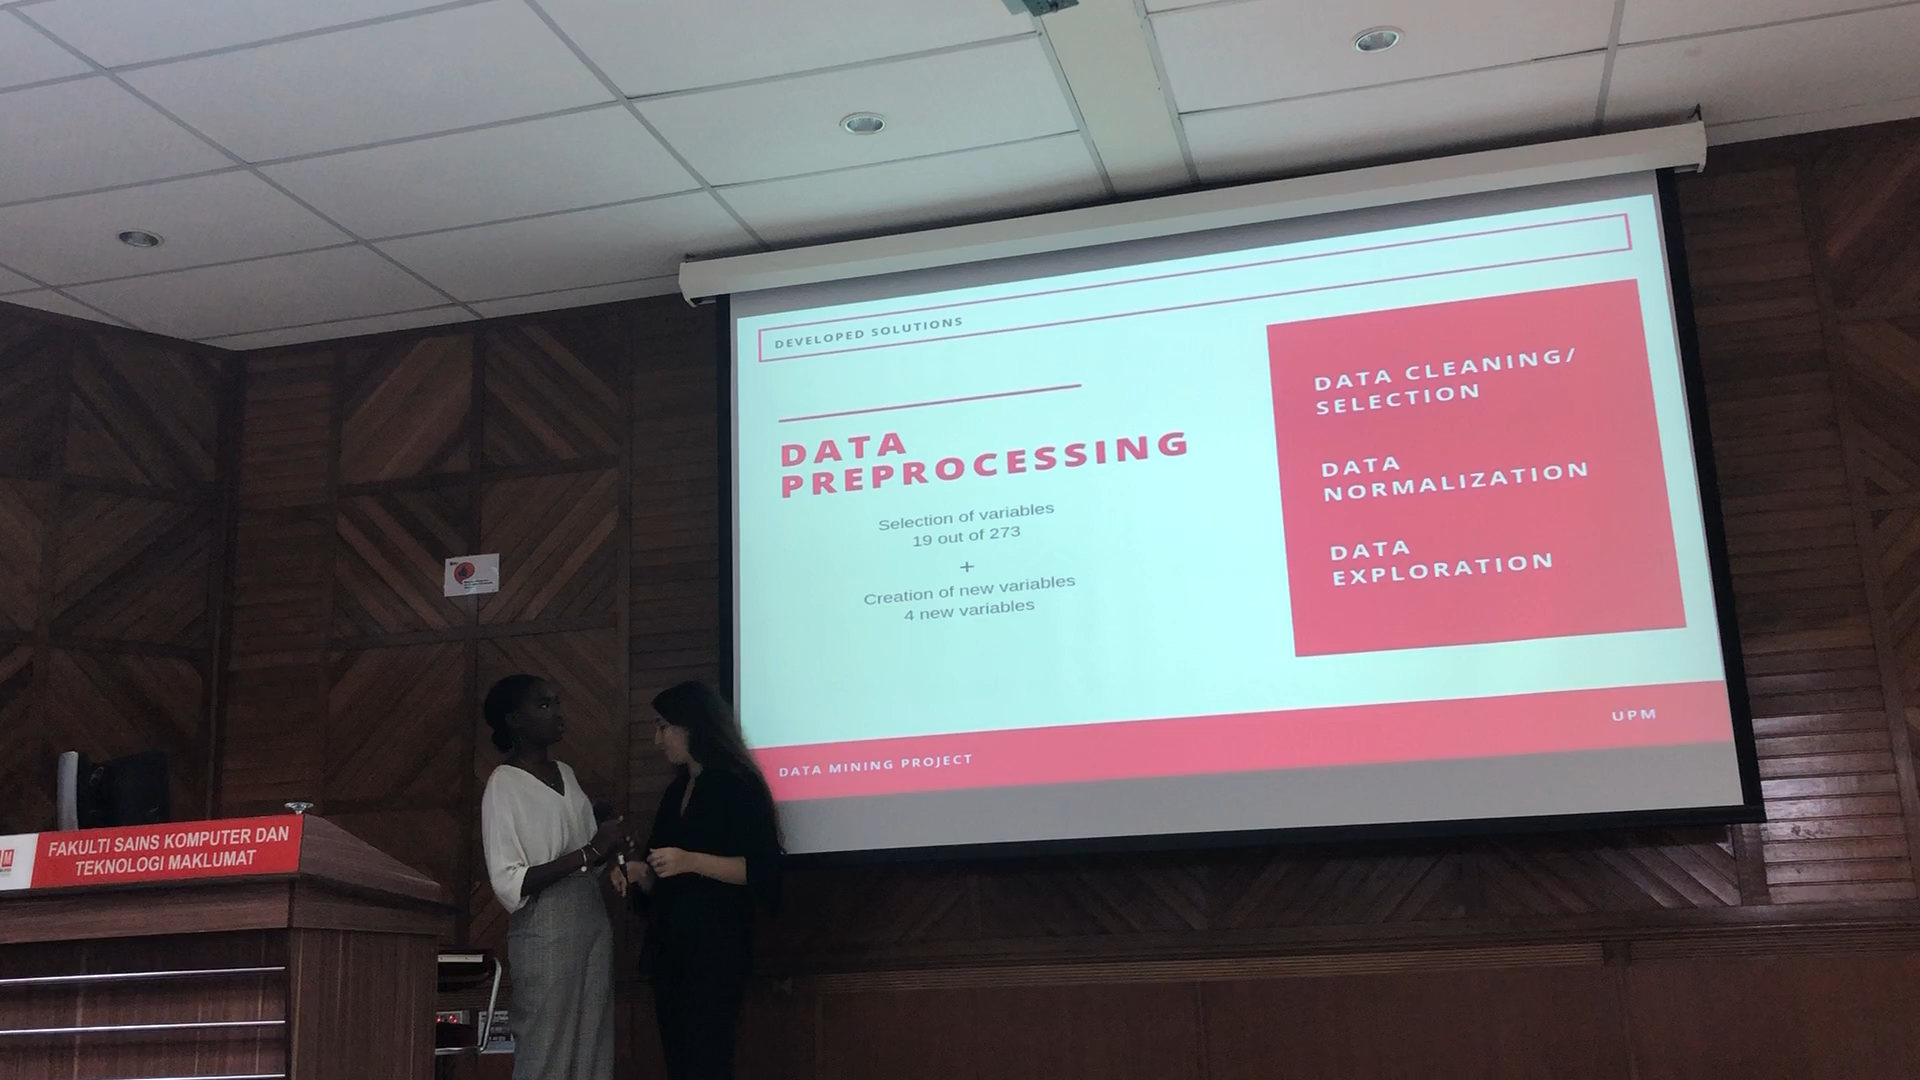 DEVELOPED SOLUTIONS
DATA
PREPROCESSING
Selection of variables
19 out of 273
+
Creation of new variables
4 new variables
DATA CLEANING/
SELECTION
DATA
NORMALIZATION
DATA
EXPLORATION
DATA MINING PROJECT
UPM
FAKULTI SAINS KOMPUTER DAN
TEKNOLOGI MAKLUMAT